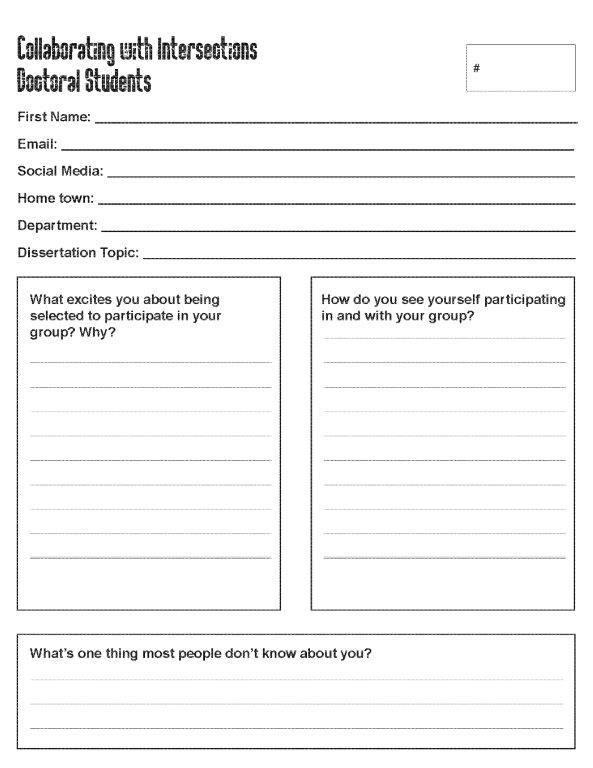 Collaborating with Intersections
Doctoral Students
#
First Name:
Email:
Social Media:
Home town:
Department:
Dissertation Topic:
What excites you about being
selected to participate in your
group? Why?
How do you see yourself participating
in and with your group?
What's one thing most people don't know about you?